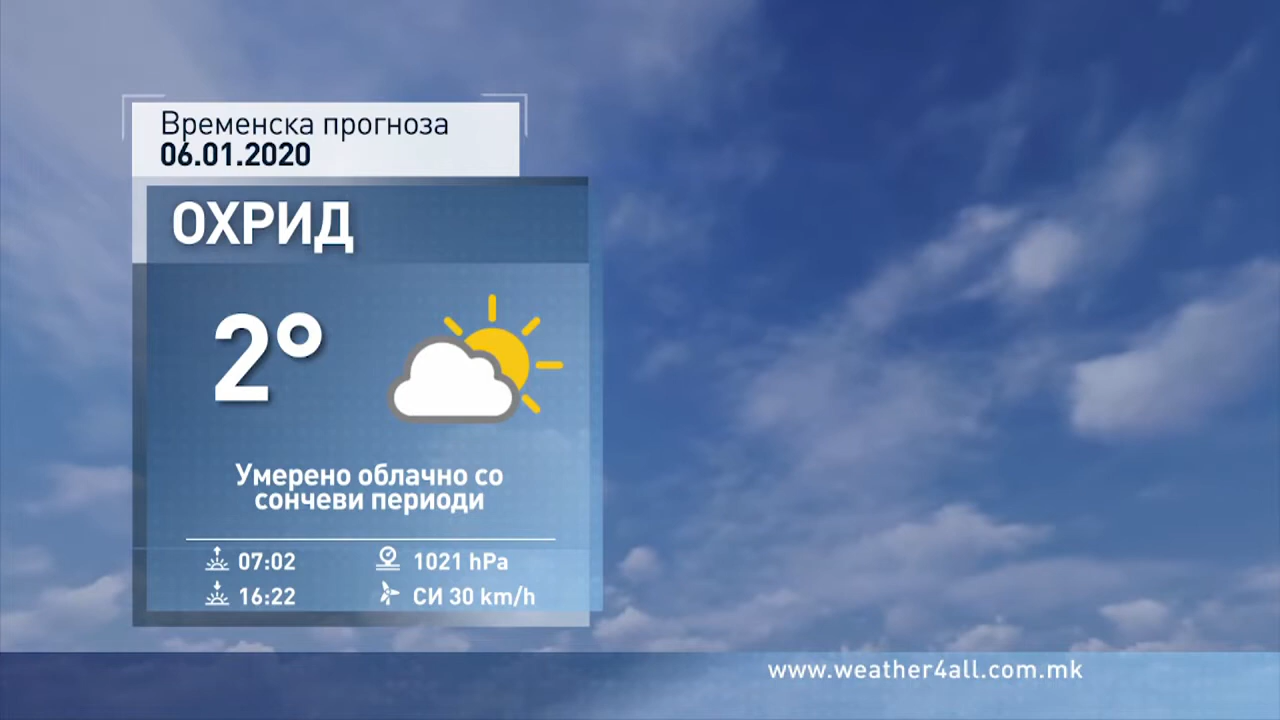 Временска прогноза
06.01.2020
ОХРИД
2°
Умерено облачно со
сончеви периоди
07:02
1021 hPa
16:22
СИ 30 km/h
www.weather4all.com.mk